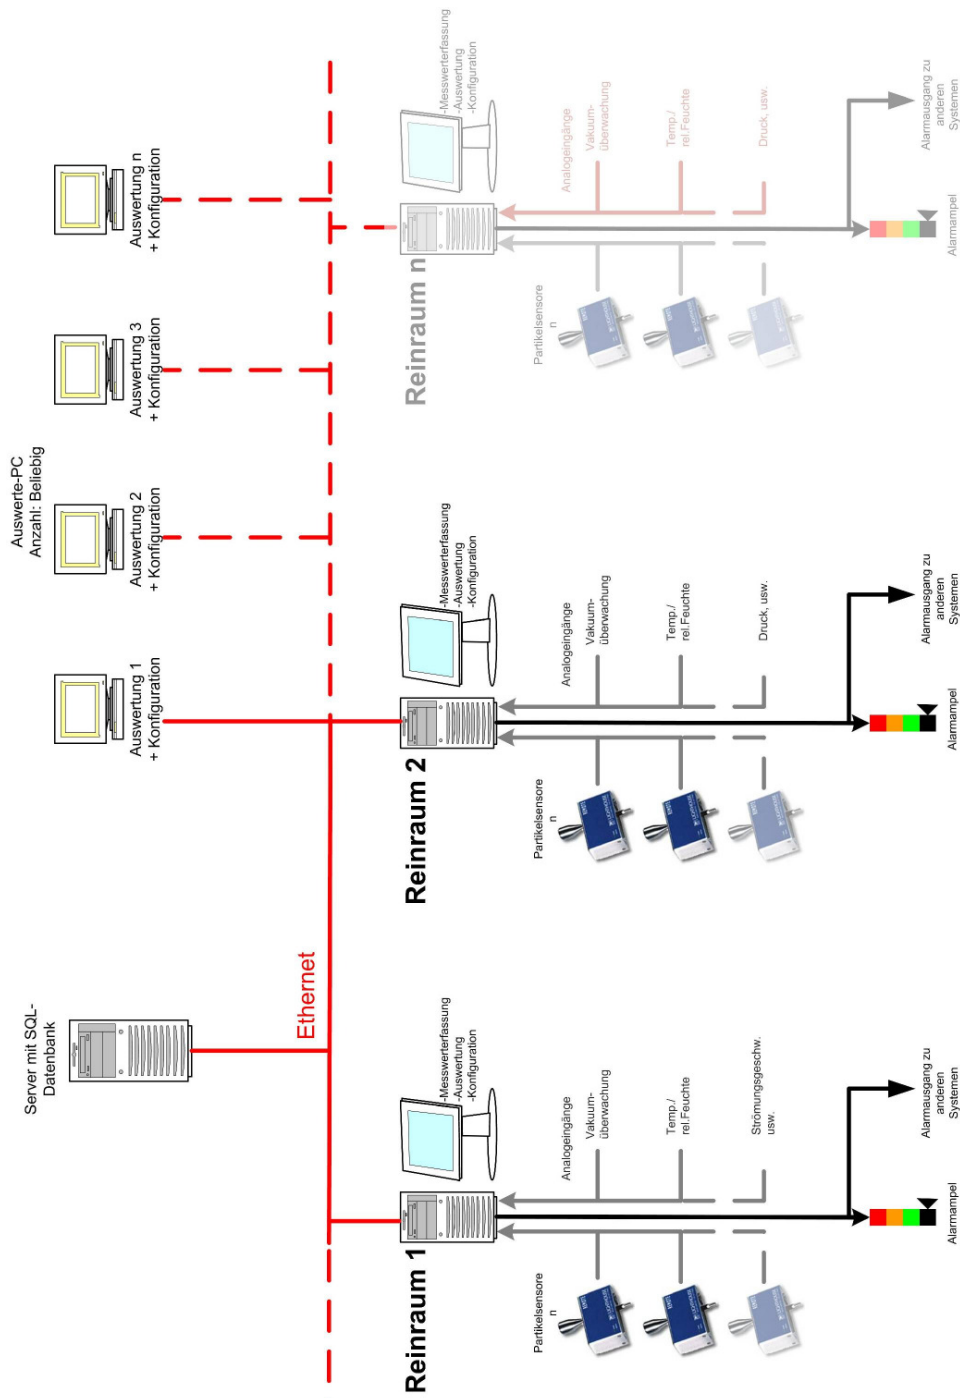 Server mit SQL-
Datenbank
Auswerte-PC
Anzahl: Beliebig
Auswertung 1
+ Konfiguration
Auswertung 2
+ Konfiguration
Auswertung 3
+ Konfiguration
Auswertung n
+ Konfiguration
Ethernet
Reinraum 1
-Messwerterfassung
-Auswertung
-Konfiguration
Partikelsensore
n
Analogeingänge
Vakuum-
überwachung
Temp./
rel.Feuchte
Strömungsgeschw.
usw.
Alarmampel
Alarmausgang zu
anderen
Systemen
Reinraum 2
-Messwerterfassung
-Auswertung
-Konfiguration
Partikelsensore
n
Analogeingänge
Vakuum-
überwachung
Temp./
rel.Feuchte
Druck, usw.
Alarmampel
Alarmausgang zu
anderen
Systemen
Reinraum n
-Messwerterfassung
-Auswertung
-Konfiguration
Partikelsensore
n
Analogeingänge
Vakuum-
überwachung
Temp./
rel.Feuchte
Druck, usw.
Alarmampel
Alarmausgang zu
anderen
Systemen